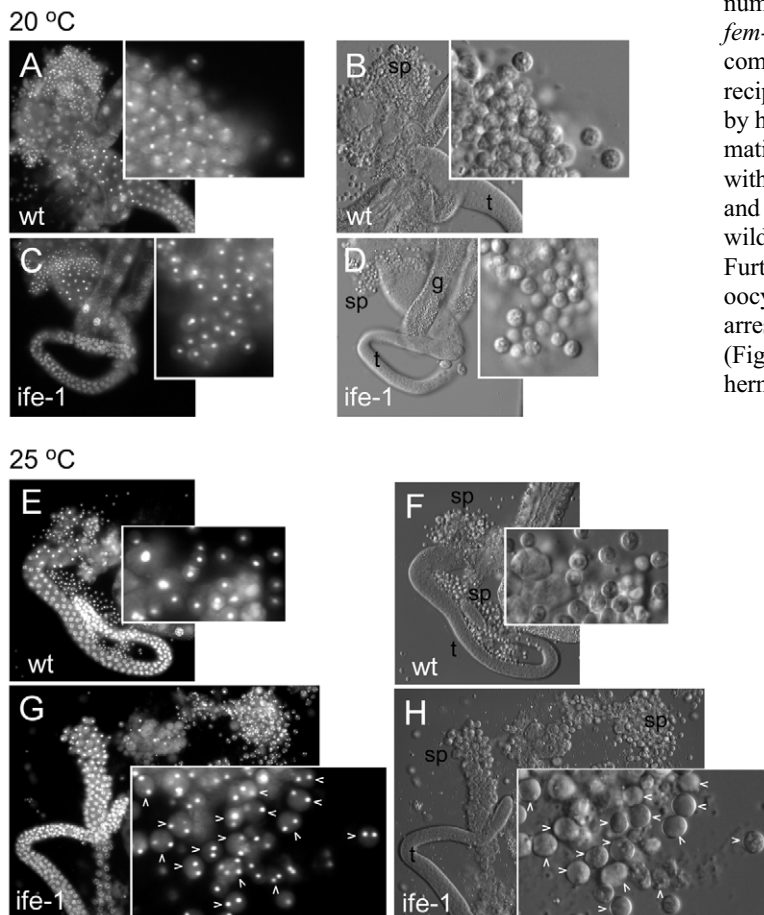 20 ºC
A
wt
B
sp
t
wt
C
ife-1
D
g
sp
t
ife-1
25 ºC
E
wt
F
sp
sp
t
wt
G
ife-1
H
sp
sp
t
ife-1
num
fem-
com
recip
by h
mati
with
and
wild
Furt
oocy
arres
(Fig
herm